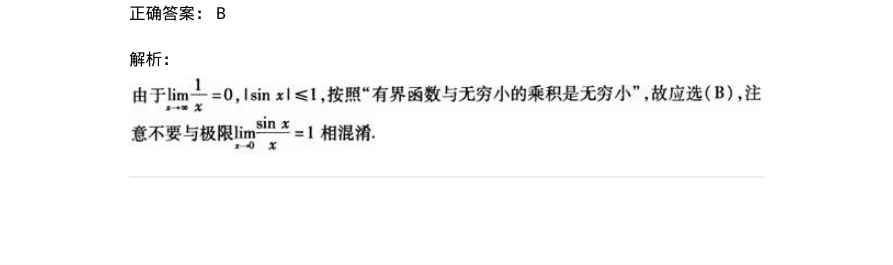 正确答案： B
解析：
由于lim_{x→∞} 1/x =0,|sin x|≤1,按照“有界函数与无穷小的乘积是无穷小”,故应选(B),注
意不要与极限lim_{x→0} sin x/x =1 相混淆.